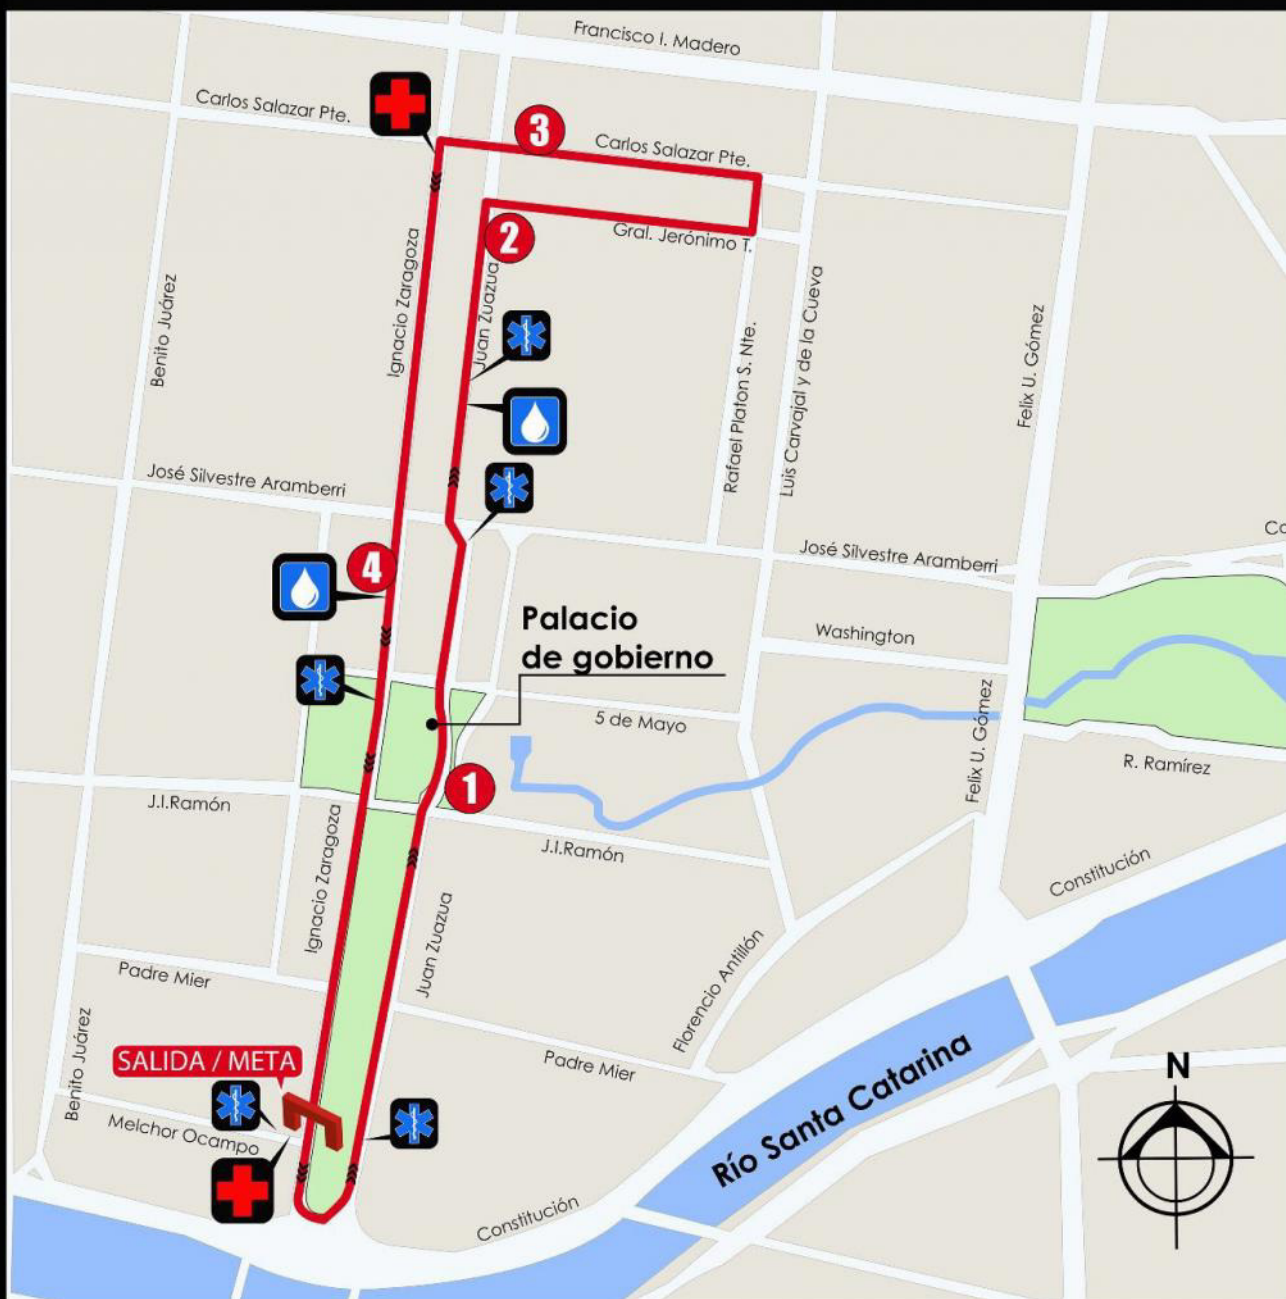 Francisco I. Madero
Carlos Salazar Pte.
3
Carlos Salazar Pte.
2
Gral. Jerónimo T.
Ignacio Zaragoza
Juan Zuazua
Benito Juárez
Rafael Platon S. Nte.
Luis Carvajal y de la Cueva
Felix U. Gómez
José Silvestre Aramberri
José Silvestre Aramberri
Co
4
Palacio
de gobierno
Washington
5 de Mayo
Felix U. Gómez
R. Ramírez
1
J.I.Ramón
J.I.Ramón
Ignacio Zaragoza
Juan Zuazua
Constitución
Padre Mier
Florencio Antillón
Benito Juárez
SALIDA / META
Padre Mier
Melchor Ocampo
Río Santa Catarina
N
Constitución